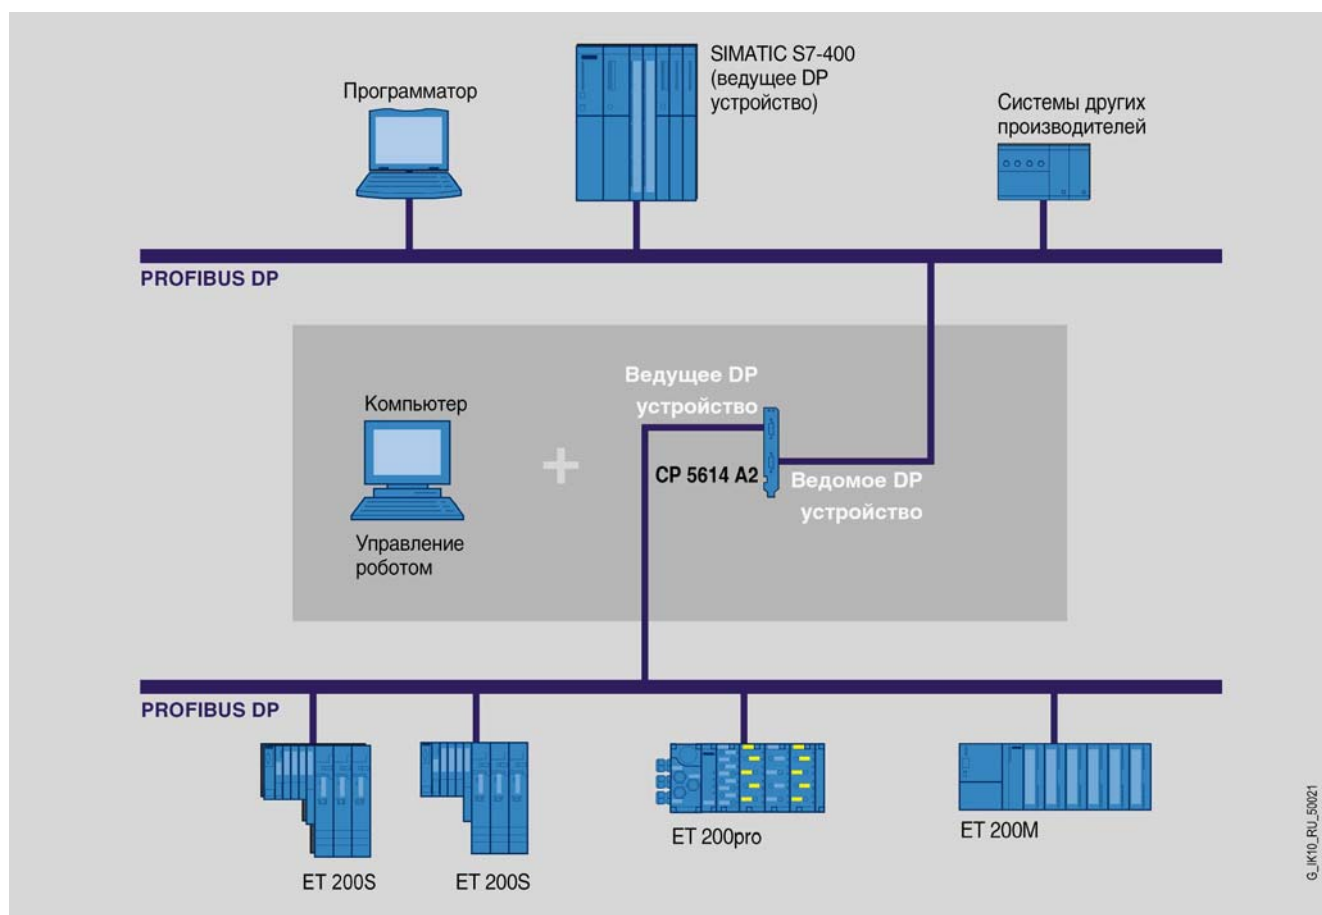 SIMATIC S7-400
(ведущее DP
устройство)
Программатор
Системы других
производителей
PROFIBUS DP
Ведущее DP
устройство
Компьютер
CP 5614 A2
Ведомое DP
устройство
Управление
роботом
PROFIBUS DP
ET 200S
ET 200S
ET 200pro
ET 200M
G_IK10_RU_50021